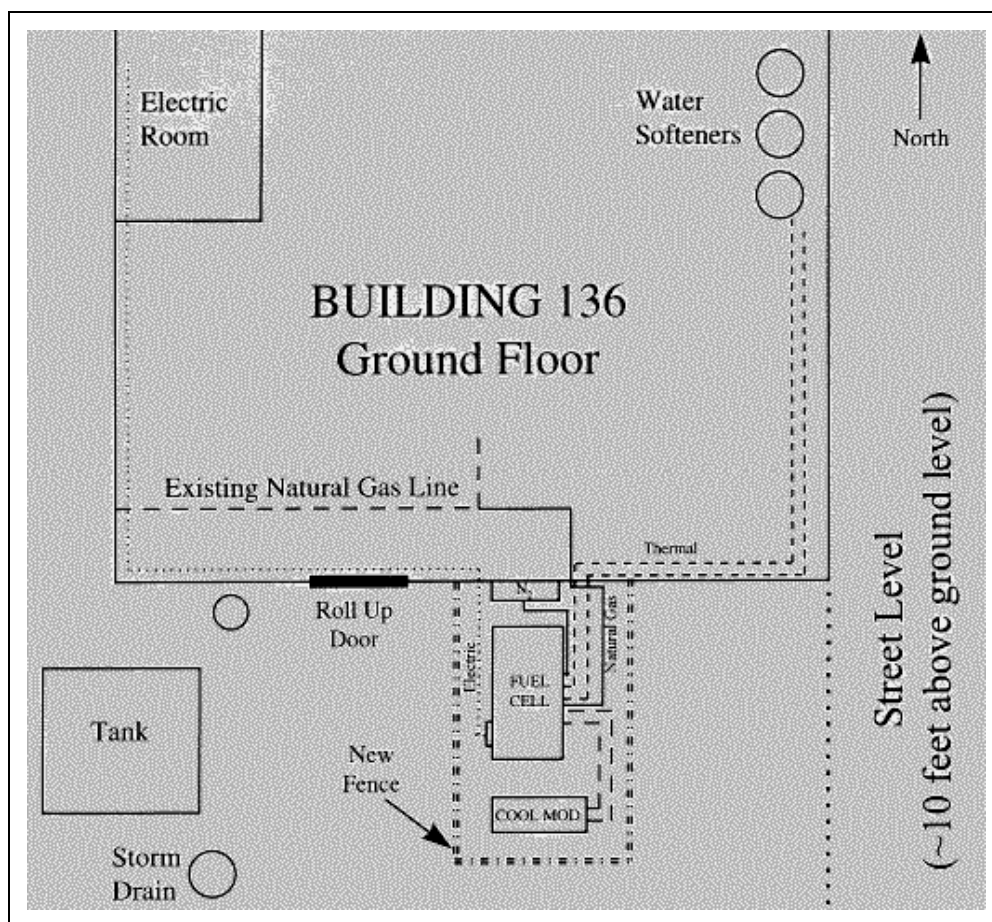 Electric
Room
Water
Softeners
North
BUILDING 136
Ground Floor
Existing Natural Gas Line
Thermal
Roll Up
Door
N2
Electric
Natural Gas
FUEL
CELL
Tank
New
Fence
COOL MOD
Storm
Drain
Street Level
(~10 feet above ground level)